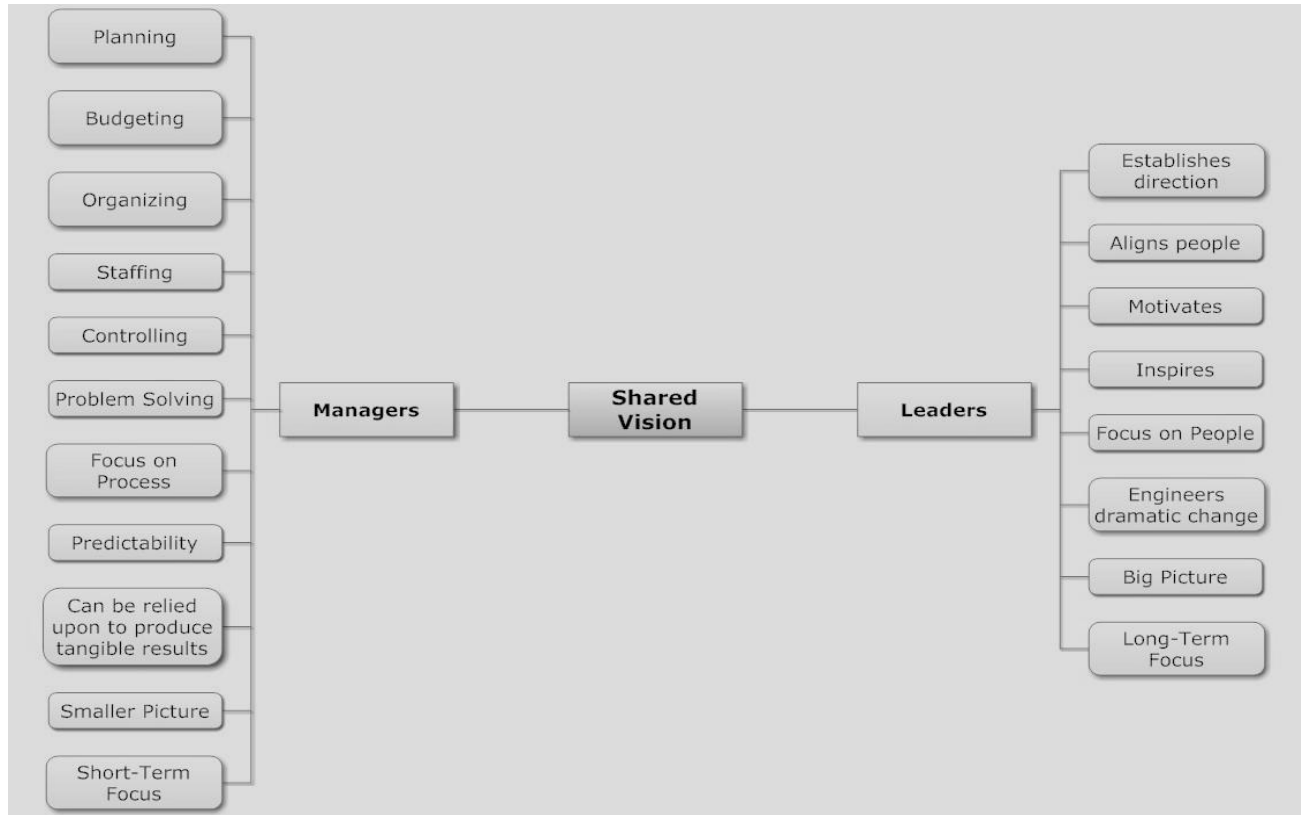 Planning
Budgeting
Organizing
Staffing
Controlling
Problem Solving
Focus on
Process
Predictability
Can be relied
upon to produce
tangible results
Smaller Picture
Short-Term
Focus
Managers
Shared
Vision
Leaders
Establishes
direction
Aligns people
Motivates
Inspires
Focus on People
Engineers
dramatic change
Big Picture
Long-Term
Focus